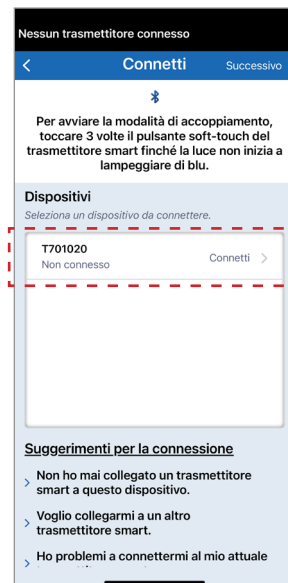 Nessun trasmettitore connesso
Connetti Successivo
Per avviare la modalità di accoppiamento,
toccare 3 volte il pulsante soft-touch del
trasmettitore smart finché la luce non inizia a
lampeggiare di blu.
Dispositivi
Seleziona un dispositivo da connettere.
T701020
Non connesso
Connetti
Suggerimenti per la connessione
Non ho mai collegato un trasmettitore
smart a questo dispositivo.
Voglio collegarmi a un altro
trasmettitore smart.
Ho problemi a connettermi al mio attuale